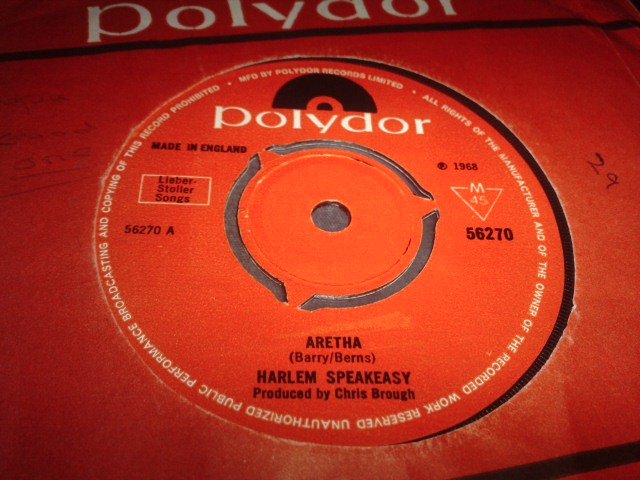 polydor
MFD BY POLYDOR RECORDS LIMITED • ALL RIGHTS OF THE MANUFACTURER AND OF THE OWNER OF THE RECORDED WORK RESERVED UNAUTHORIZED PUBLIC PERFORMANCE BROADCASTING AND COPYING OF THIS RECORD PROHIBITED •
polydor
MADE IN ENGLAND
℗ 1968
Lieber-
Stoller
Songs
M
45
56270 A
56270
ARETHA
(Barry/Berns)
HARLEM SPEAKEASY
Produced by Chris Brough